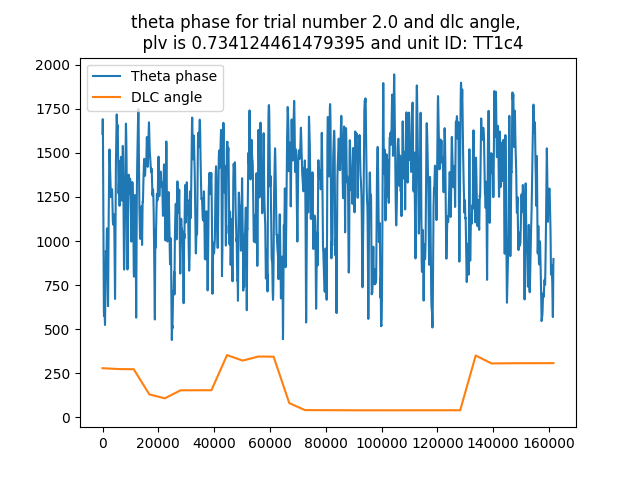 theta phase for trial number 2.0 and dlc angle,
plv is 0.734124461479395 and unit ID: TT1c4
Theta phase
DLC angle
2000
1750
1500
1250
1000
750
500
250
0
0 20000 40000 60000 80000 100000 120000 140000 160000